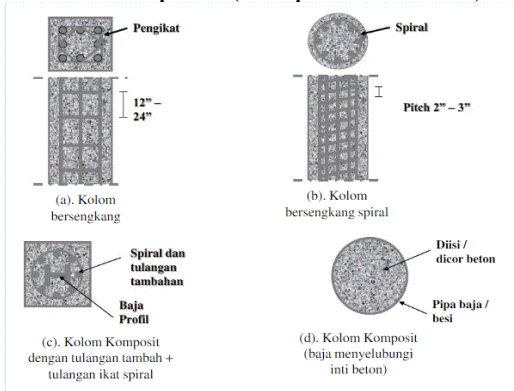 Pengikat
12” –
24”
(a). Kolom
bersengkang
Spiral
Pitch 2” – 3”
(b). Kolom
bersengkang spiral
Spiral dan
tulangan
tambahan
Baja
Profil
(c). Kolom Komposit
dengan tulangan tambah +
tulangan ikat spiral
Diisi /
dicor beton
Pipa baja /
besi
(d). Kolom Komposit
(baja menyelubungi
inti beton)